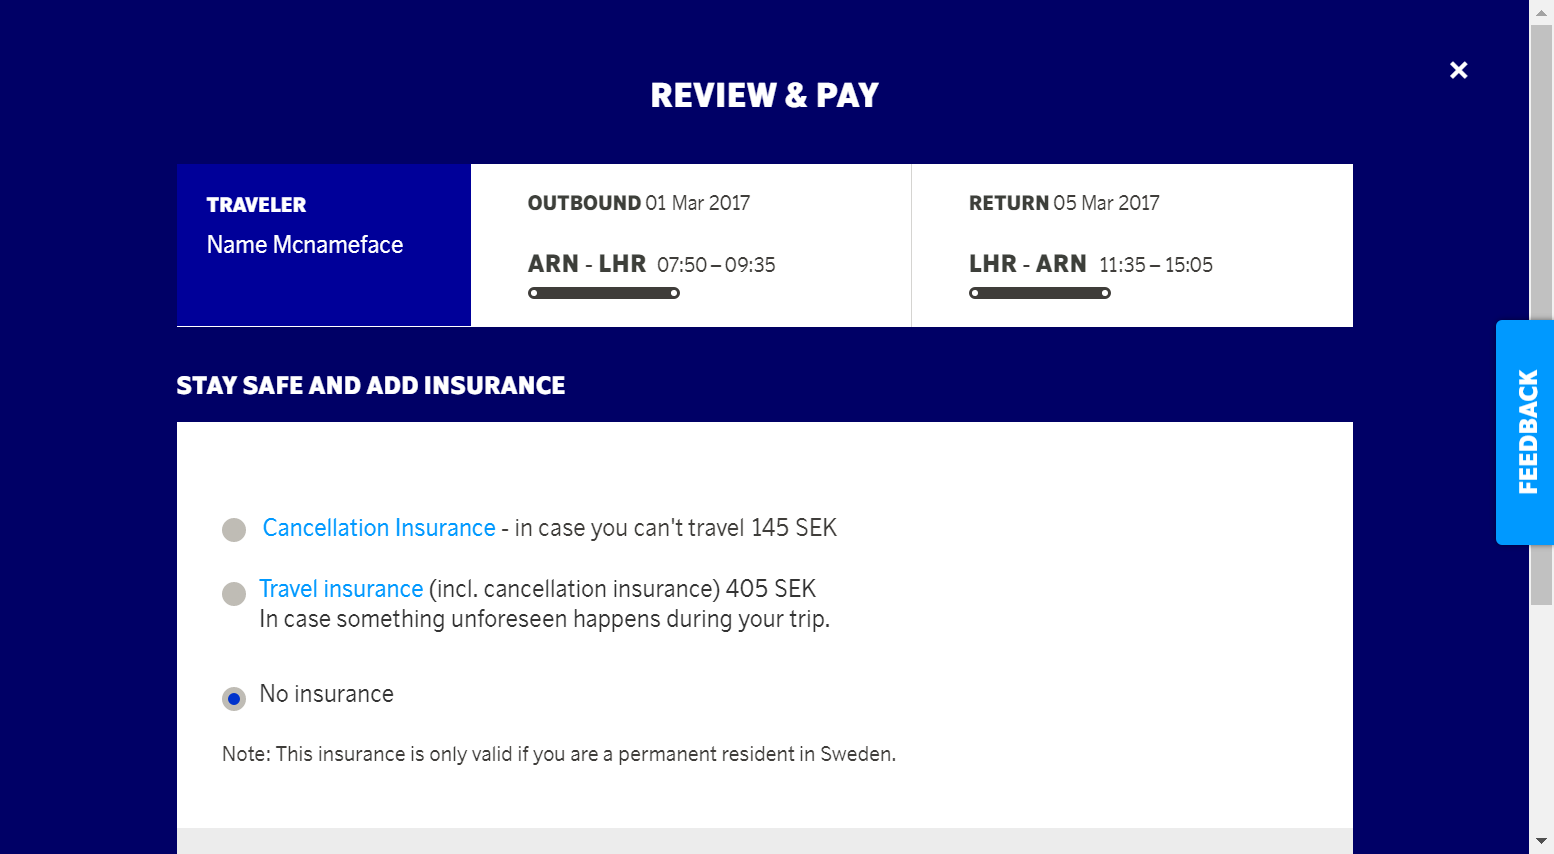 REVIEW & PAY
TRAVELER
Name Mcnameface
OUTBOUND 01 Mar 2017
ARN - LHR 07:50 – 09:35
RETURN 05 Mar 2017
LHR - ARN 11:35 – 15:05
STAY SAFE AND ADD INSURANCE
Cancellation Insurance - in case you can't travel 145 SEK
Travel insurance (incl. cancellation insurance) 405 SEK
In case something unforeseen happens during your trip.
No insurance
Note: This insurance is only valid if you are a permanent resident in Sweden.
FEEDBACK